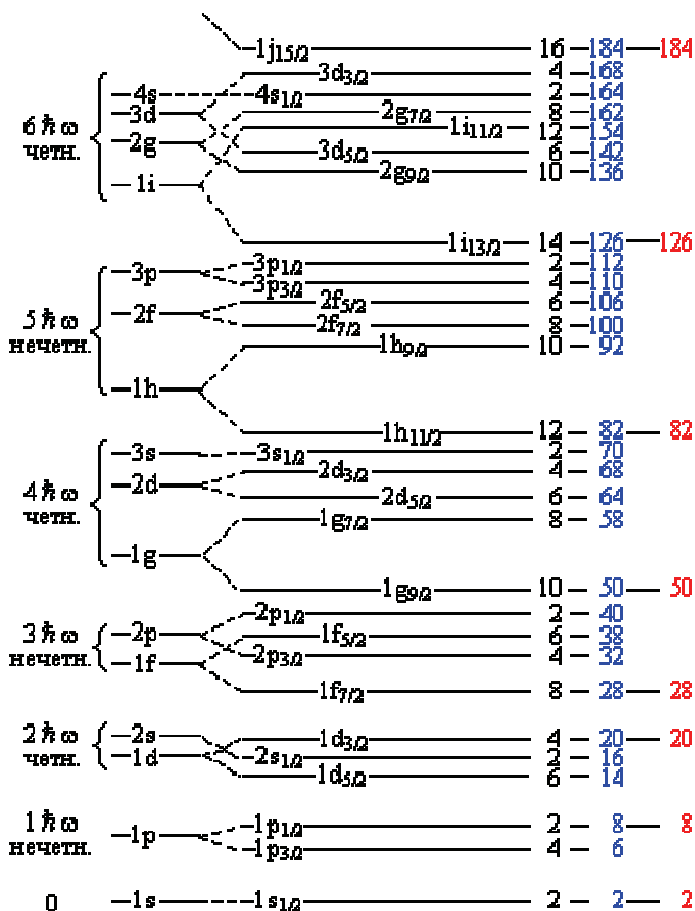 1j15/2 16 184 184
3d3/2 4 168
4s 4s1/2 2 164
3d 2g7/2 8 162
6ħω четн. 1i11/2 12 154
2g 3d5/2 6 142
2g9/2 10 136
1i
1i13/2 14 126 126
3p 3p1/2 2 112
3p3/2 4 110
2f5/2 6 106
5ħω нечетн. 2f 2f7/2 8 100
1h9/2 10 92
1h
1h11/2 12 82 82
3s 3s1/2 2 70
2d3/2 4 68
4ħω четн. 2d 2d5/2 6 64
1g7/2 8 58
1g
1g9/2 10 50 50
2p1/2 2 40
3ħω нечетн. 2p 1f5/2 6 38
1f 2p3/2 4 32
1f7/2 8 28 28
2ħω четн. 2s 1d3/2 4 20 20
1d 2s1/2 2 16
1d5/2 6 14
1ħω нечетн. 1p 1p1/2 2 8 8
1p3/2 4 6
0 1s 1s1/2 2 2 2